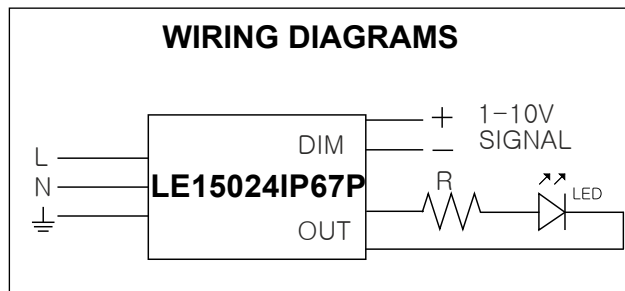 WIRING DIAGRAMS
+ 1-10V
DIM
- SIGNAL
L
N
LE15024IP67P
R
LED
OUT